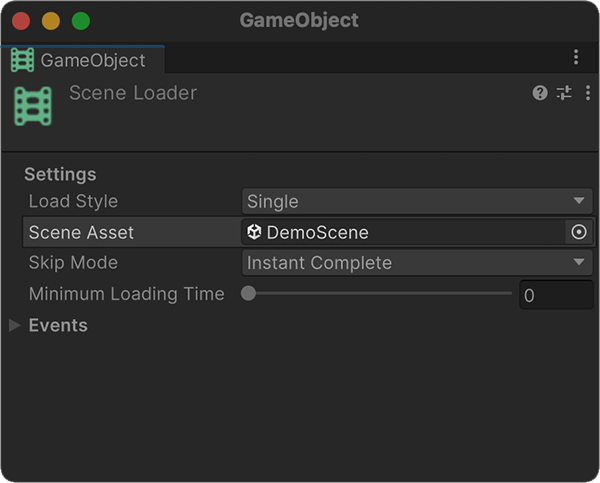 GameObject
GameObject
Scene Loader
Settings
Load Style Single
Scene Asset DemoScene
Skip Mode Instant Complete
Minimum Loading Time 0
Events